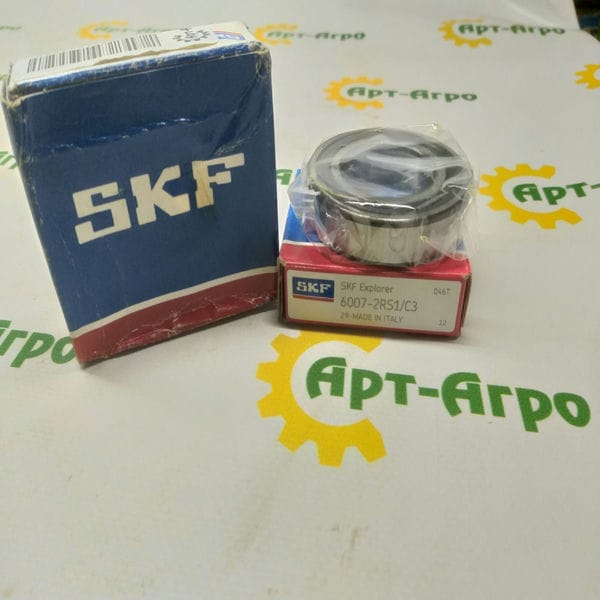 SKF
SKF
SKF Explorer
046T
6007-2RS1/C3
29-MADE IN ITALY
12
Арт-Агро
Арт-Агро
Арт-Агро
Арт-Агро
Арт-Агро
Агро